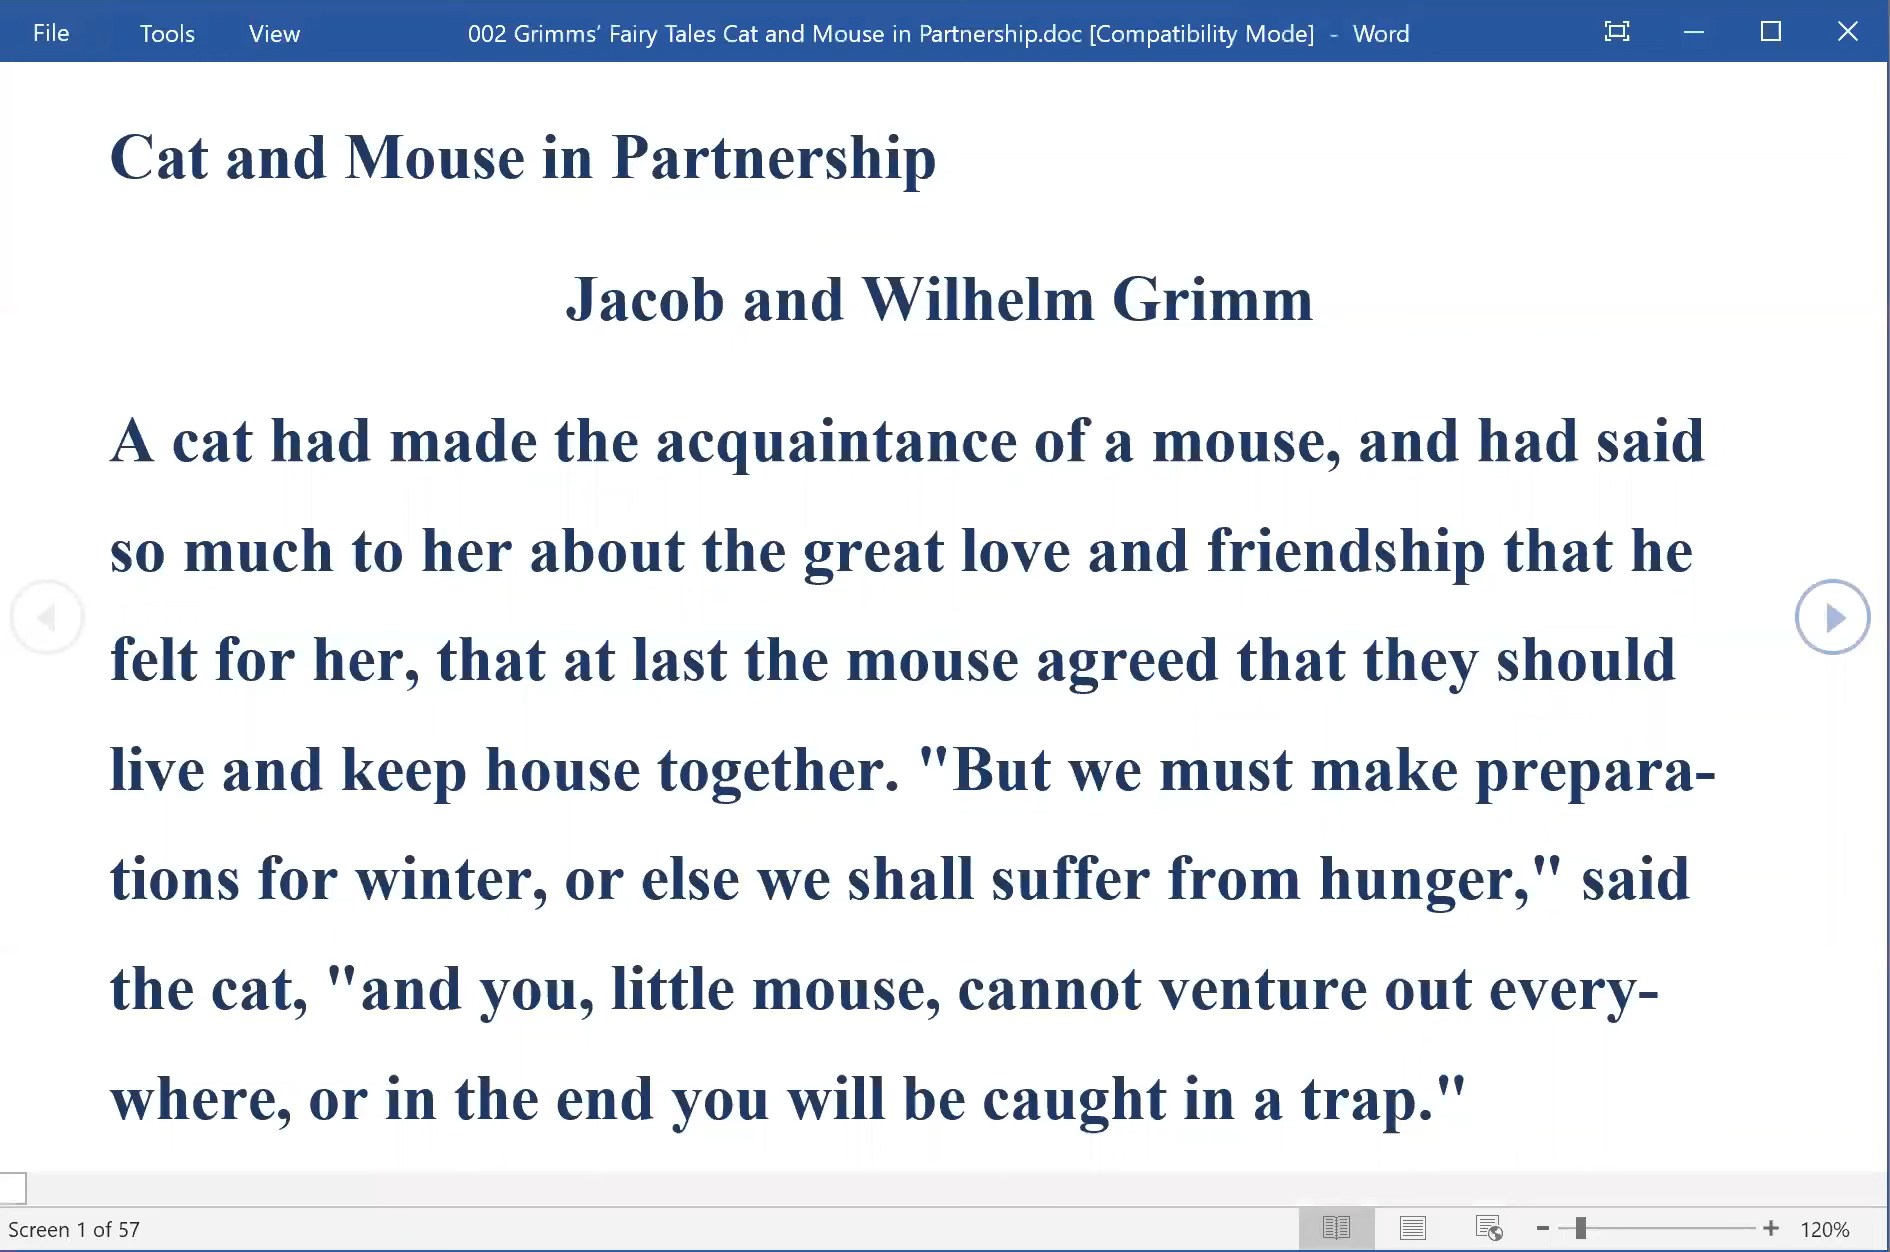 File Tools View 002 Grimms’ Fairy Tales Cat and Mouse in Partnership.doc [Compatibility Mode] - Word
Cat and Mouse in Partnership
Jacob and Wilhelm Grimm
A cat had made the acquaintance of a mouse, and had said
so much to her about the great love and friendship that he
felt for her, that at last the mouse agreed that they should
live and keep house together. "But we must make prepara-
tions for winter, or else we shall suffer from hunger," said
the cat, "and you, little mouse, cannot venture out every-
where, or in the end you will be caught in a trap."
Screen 1 of 57 120%